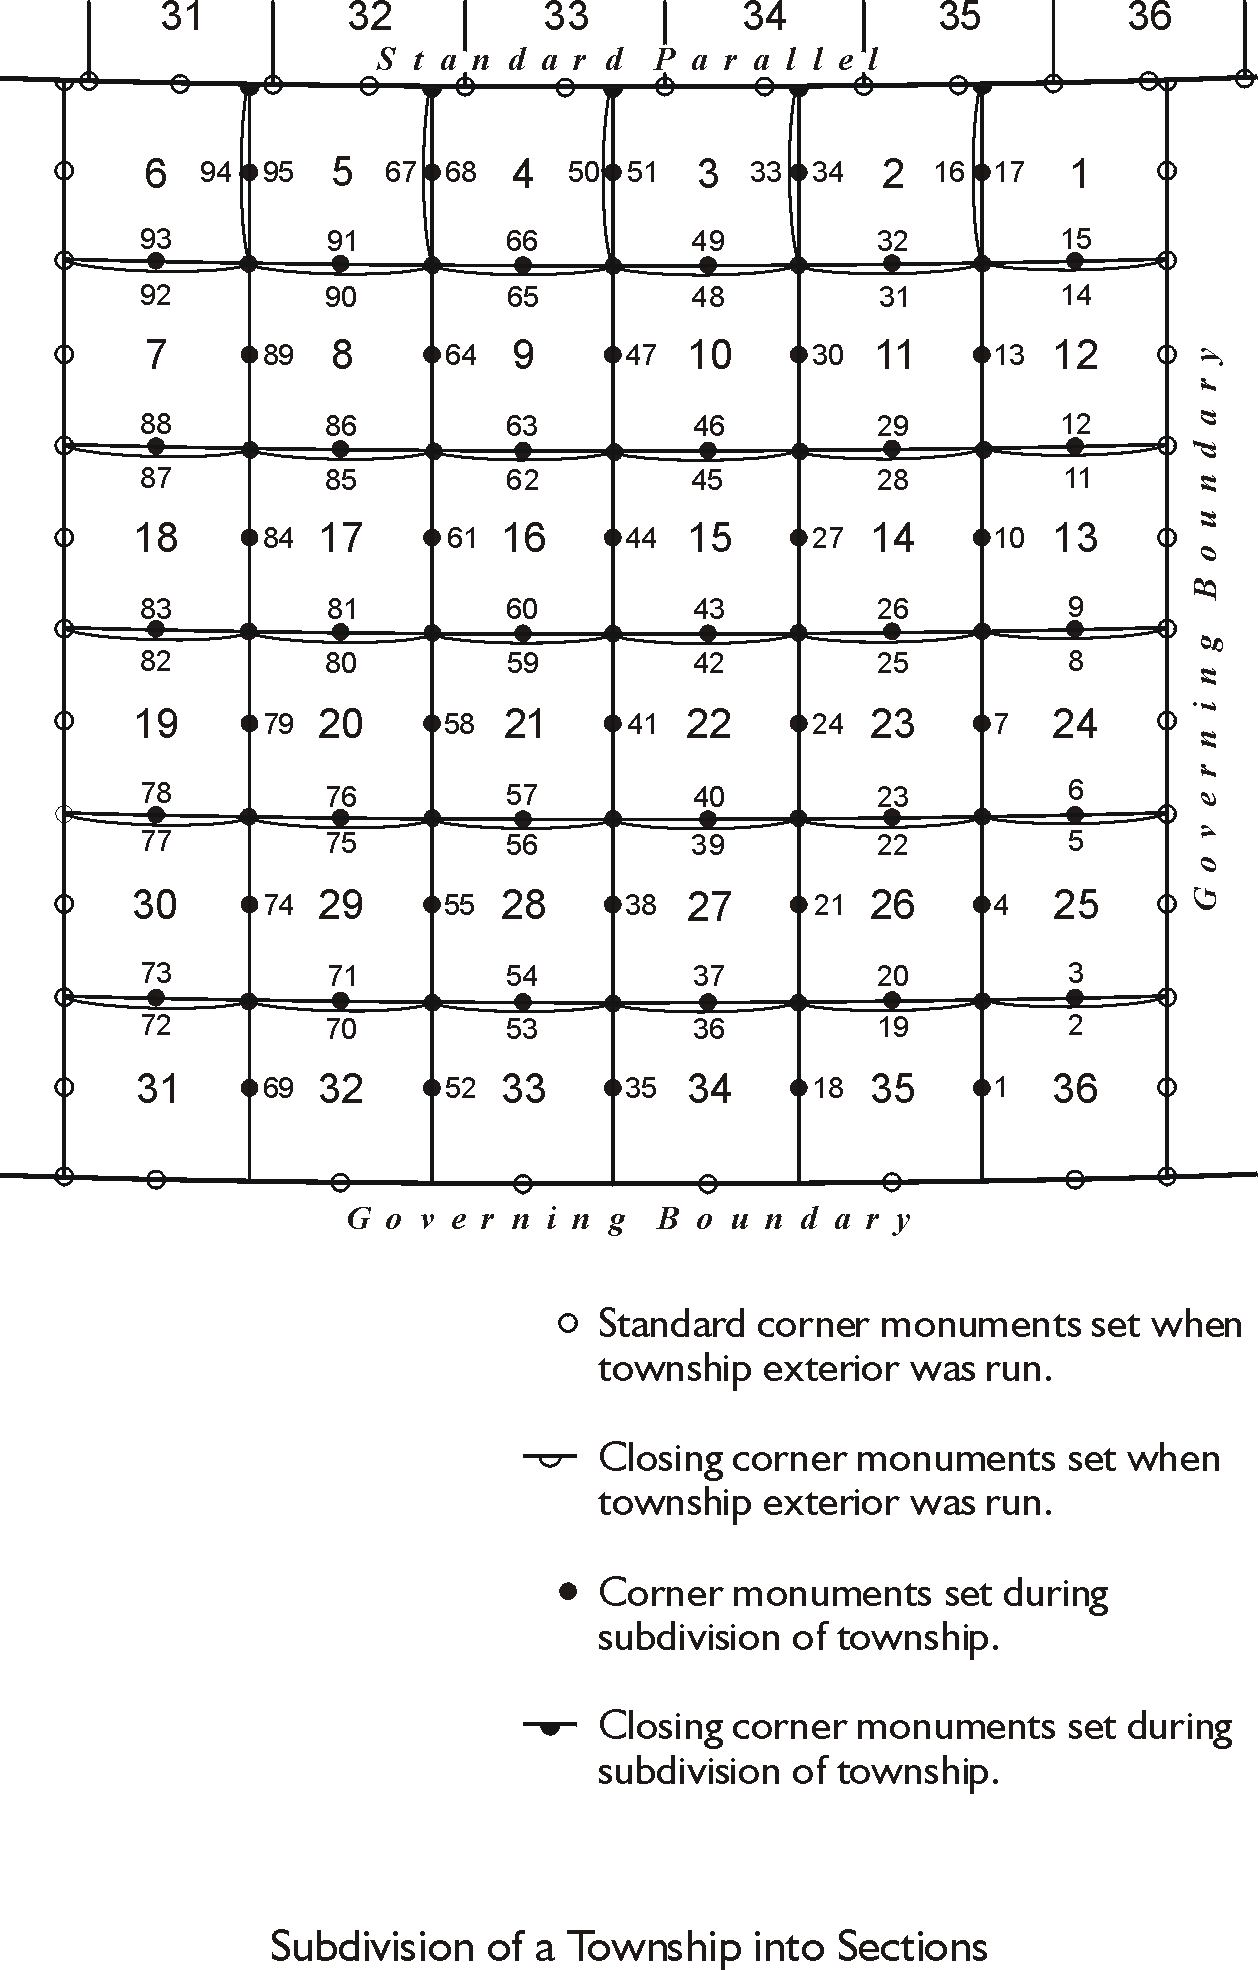 31 32 33 34 35 36
Standard Parallel
6 94 95 5 67 68 4 50 51 3 33 34 2 16 17 1
93 91 66 49 32 15
92 90 65 48 31 14
7 89 8 64 9 47 10 30 11 13 12
88 86 63 46 29 12
87 85 62 45 28 11
18 84 17 61 16 44 15 27 14 10 13
83 81 60 43 26 9
82 80 59 42 25 8
19 79 20 58 21 41 22 24 23 7 24
78 76 57 40 23 6
77 75 56 39 22 5
30 74 29 55 28 38 27 21 26 4 25
73 71 54 37 20 3
72 70 53 36 19 2
31 69 32 52 33 35 34 18 35 1 36
Governing Boundary
Governing Boundary
Standard corner monuments set when
township exterior was run.
Closing corner monuments set when
township exterior was run.
Corner monuments set during
subdivision of township.
Closing corner monuments set during
subdivision of township.
Subdivision of a Township into Sections